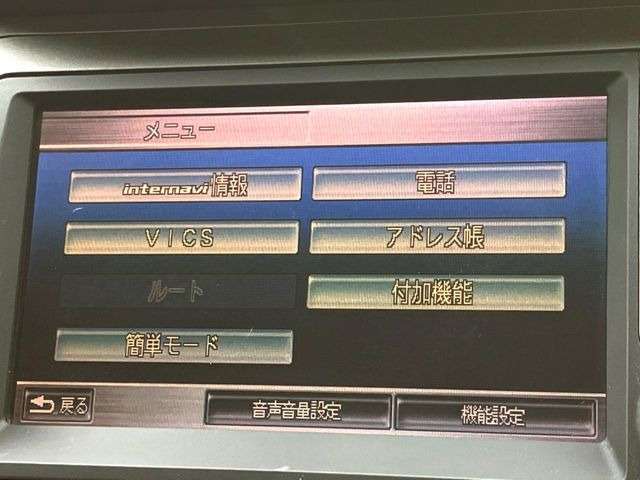 メニュー
internavi情報
電話
VICS
アドレス帳
ルート
付加機能
簡単モード
戻る
音声音量設定
機能設定